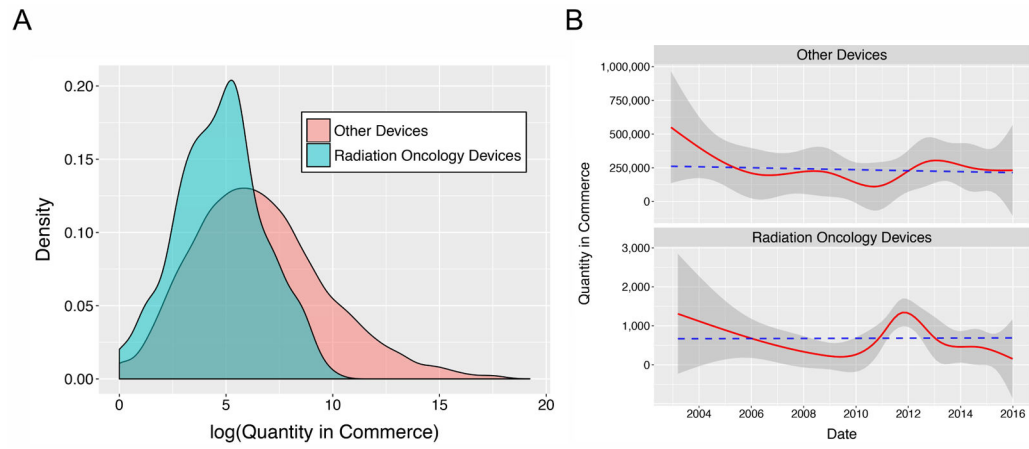 A
0.20
0.15
0.10
0.05
0.00
Density
0
5
10
15
20
log(Quantity in Commerce)
Other Devices
Radiation Oncology Devices
B
Other Devices
1,000,000
750,000
500,000
250,000
0
Quantity in Commerce
Radiation Oncology Devices
3,000
2,000
1,000
0
2004
2006
2008
2010
2012
2014
2016
Date